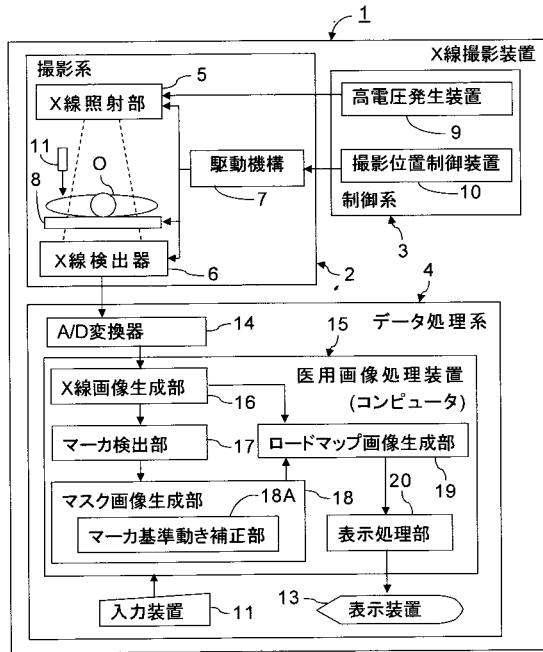 1
X線撮影装置
撮影系
5
X線照射部
高電圧発生装置
9
11
O
8
駆動機構
7
撮影位置制御装置
10
制御系
3
X線検出器
6
2
4
データ処理系
A/D変換器
14
15
医用画像処理装置
(コンピュータ)
X線画像生成部
16
マーカ検出部
17
ロードマップ画像生成部
19
マスク画像生成部
18A
18
マーカ基準動き補正部
20
表示処理部
入力装置
11
13
表示装置